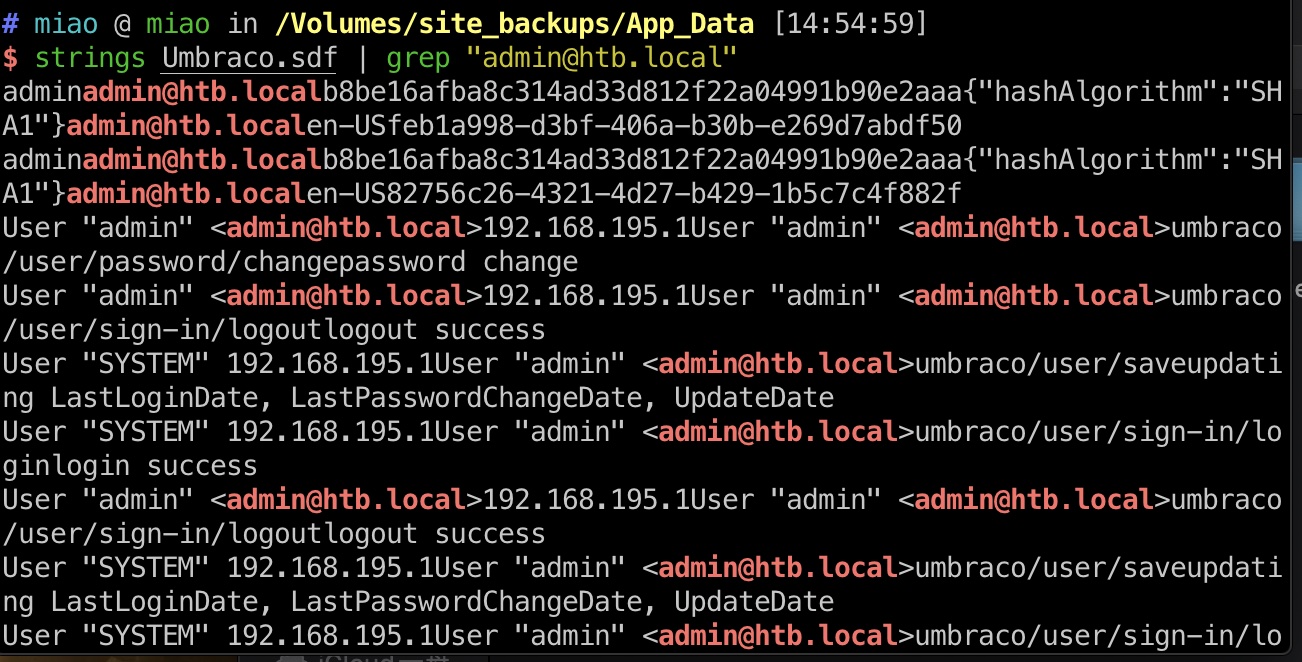 # miao @ miao in /Volumes/site_backups/App_Data [14:54:59]
$ strings Umbraco.sdf | grep "admin@htb.local"
adminadmin@htb.localb8be16afba8c314ad33d812f22a04991b90e2aaa{"hashAlgorithm":"SH
A1"}admin@htb.localen-USfeb1a998-d3bf-406a-b30b-e269d7abdf50
adminadmin@htb.localb8be16afba8c314ad33d812f22a04991b90e2aaa{"hashAlgorithm":"SH
A1"}admin@htb.localen-US82756c26-4321-4d27-b429-1b5c7c4f882f
User "admin" <admin@htb.local>192.168.195.1User "admin" <admin@htb.local>umbraco
/user/password/changepassword change
User "admin" <admin@htb.local>192.168.195.1User "admin" <admin@htb.local>umbraco
/user/sign-in/logoutlogout success
User "SYSTEM" 192.168.195.1User "admin" <admin@htb.local>umbraco/user/saveupdati
ng LastLoginDate, LastPasswordChangeDate, UpdateDate
User "SYSTEM" 192.168.195.1User "admin" <admin@htb.local>umbraco/user/sign-in/lo
ginlogin success
User "admin" <admin@htb.local>192.168.195.1User "admin" <admin@htb.local>umbraco
/user/sign-in/logoutlogout success
User "SYSTEM" 192.168.195.1User "admin" <admin@htb.local>umbraco/user/saveupdati
ng LastLoginDate, LastPasswordChangeDate, UpdateDate
User "SYSTEM" 192.168.195.1User "admin" <admin@htb.local>umbraco/user/sign-in/lo